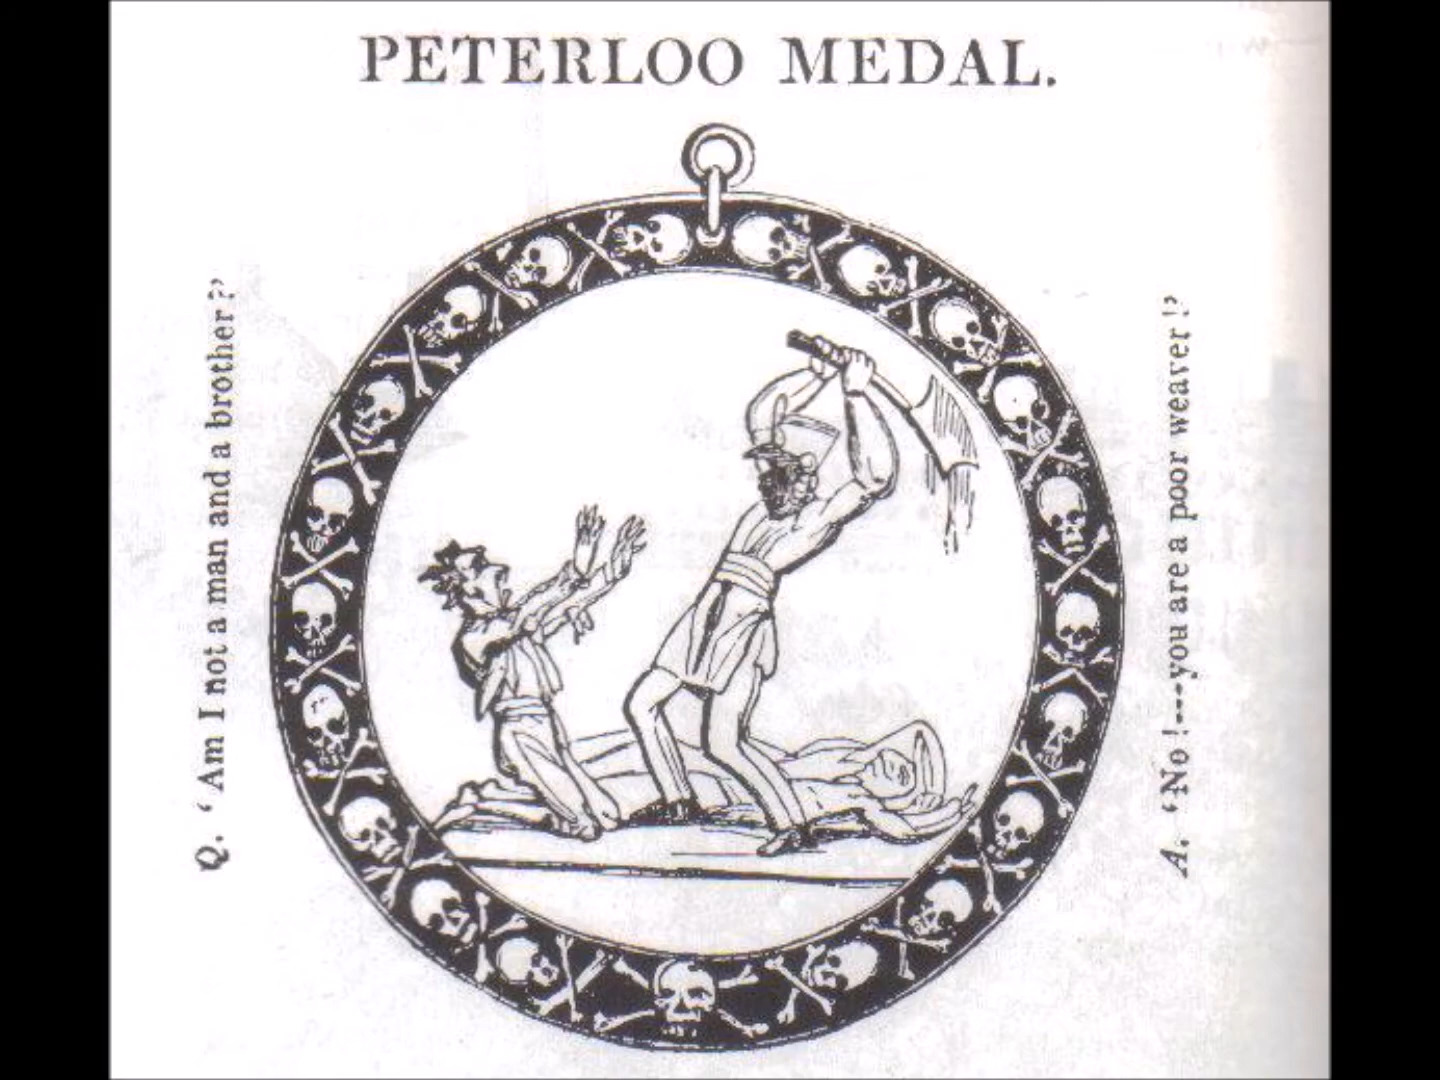 PETERLOO MEDAL.
Q. ‘Am I not a man and a brother?’
A. ‘No!---you are a poor weaver!’